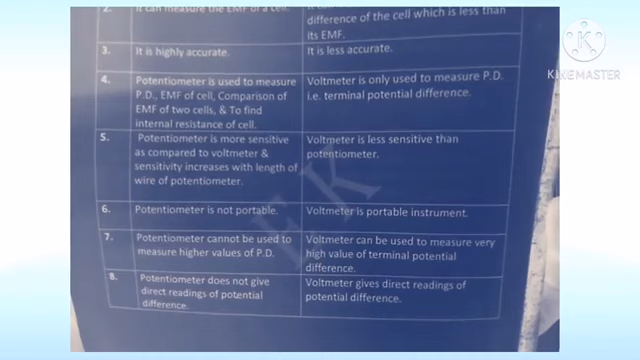 2. It can measure the EMF of a cell.
difference of the cell which is less than
its EMF.
3. It is highly accurate. It is less accurate.
4. Potentiometer is used to measure
P.D., EMF of cell, Comparison of
EMF of two cells, & To find
internal resistance of cell.
Voltmeter is only used to measure P.D.
i.e. terminal potential difference.
5. Potentiometer is more sensitive
as compared to voltmeter &
sensitivity increases with length of
wire of potentiometer.
Voltmeter is less sensitive than
potentiometer.
6. Potentiometer is not portable. Voltmeter is portable instrument.
7. Potentiometer cannot be used to
measure higher values of P.D.
Voltmeter can be used to measure very
high value of terminal potential
difference.
8. Potentiometer does not give
direct readings of potential
difference.
Voltmeter gives direct readings of
potential difference.
KINEMASTER